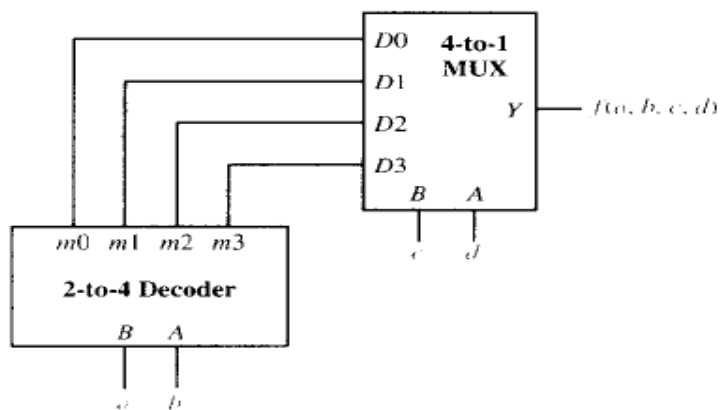 D0 4-to-1
MUX
D1
D2
Y f(a, b, c, d)
D3
B A
m0 m1 m2 m3
c d
2-to-4 Decoder
B A
a b